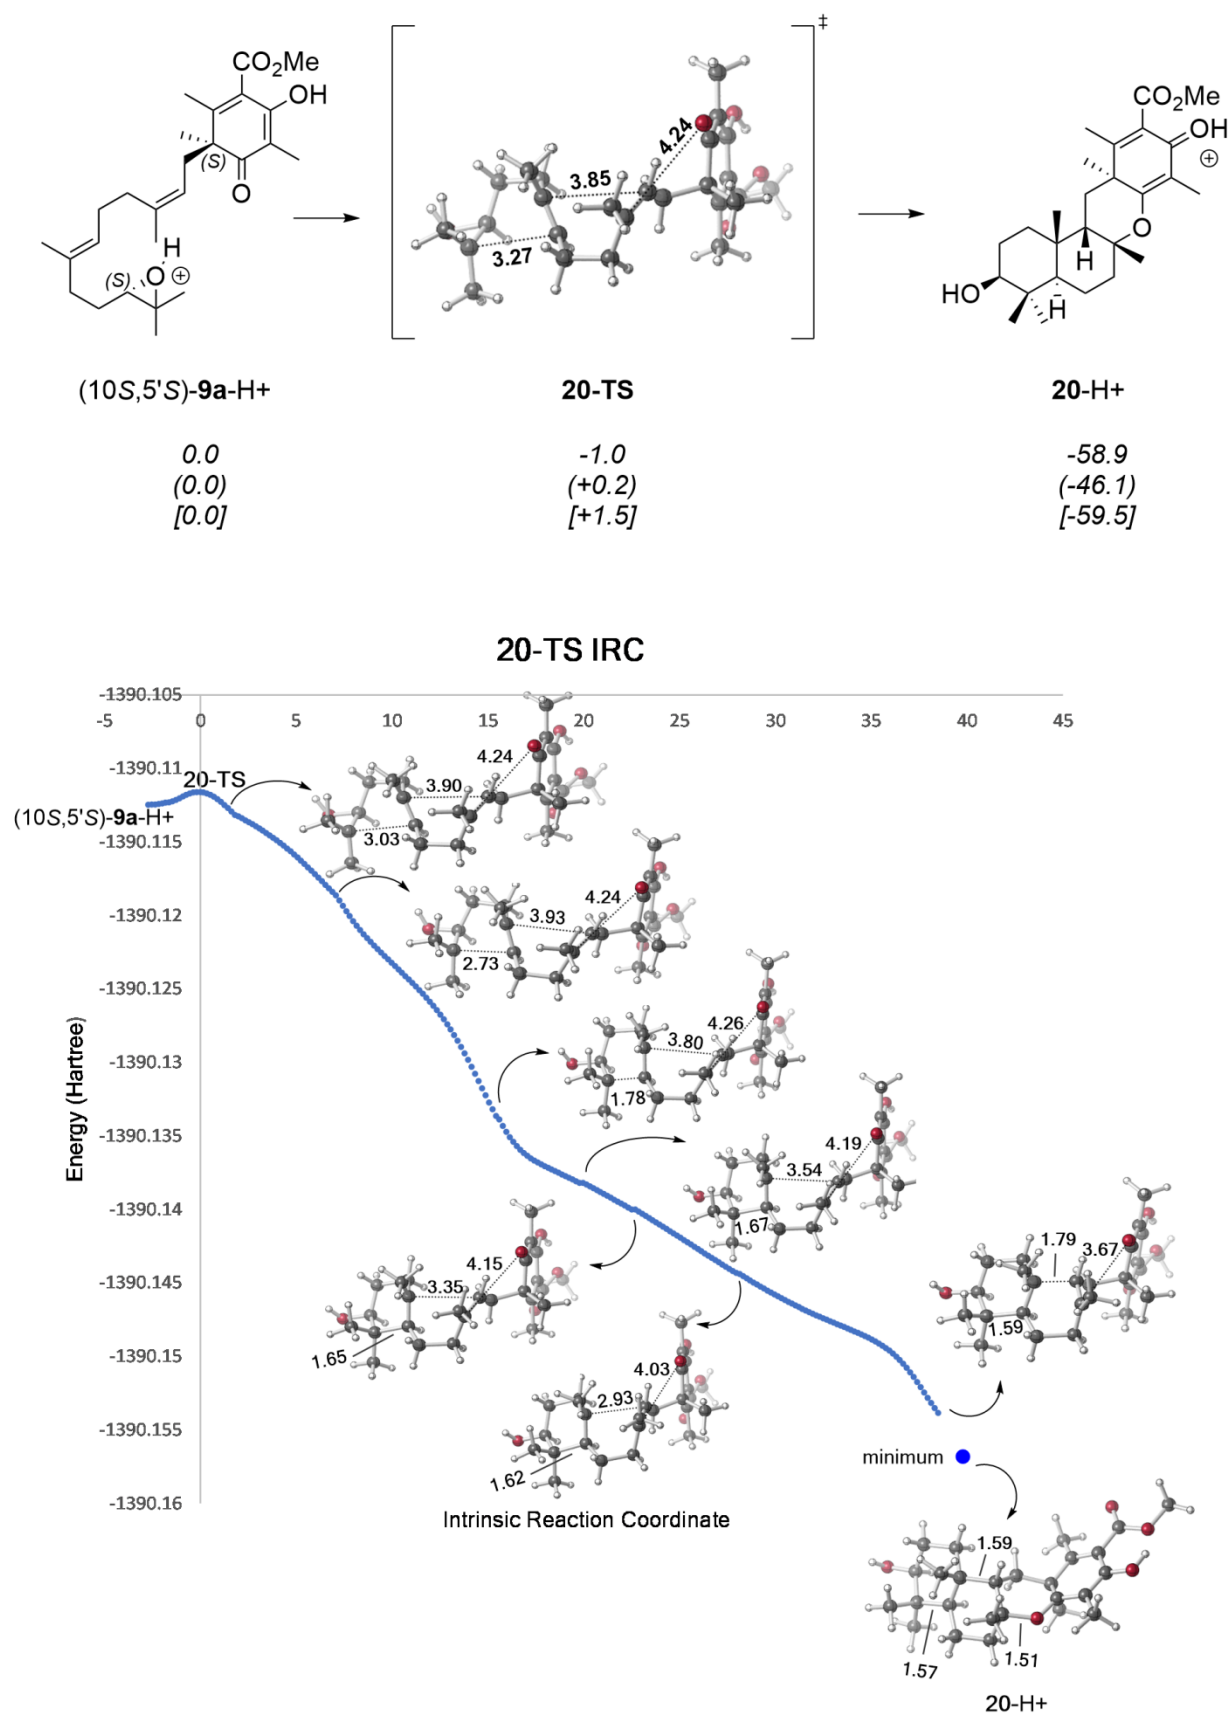 CO₂Me
OH
(S)
O
H
(S)
O
⊕
‡
4.24
3.85
3.27
CO₂Me
OH
⊕
O
H
HO
H
(10S,5'S)-9a-H+ 20-TS 20-H+
0.0 -1.0 -58.9
(0.0) (+0.2) (-46.1)
[0.0] [+1.5] [-59.5]
20-TS IRC
-1390.105
-5 0 5 10 15 20 25 30 35 40 45
-1390.11
20-TS
(10S,5'S)-9a-H+
-1390.115
-1390.12
-1390.125
-1390.13
-1390.135
-1390.14
-1390.145
-1390.15
-1390.155
-1390.16
Energy (Hartree)
Intrinsic Reaction Coordinate
4.24
3.90
3.03
4.24
3.93
2.73
4.26
3.80
1.78
4.19
3.54
1.67
4.15
3.35
1.65
4.03
2.93
1.62
1.79
3.67
1.59
minimum
1.59
1.57
1.51
20-H+